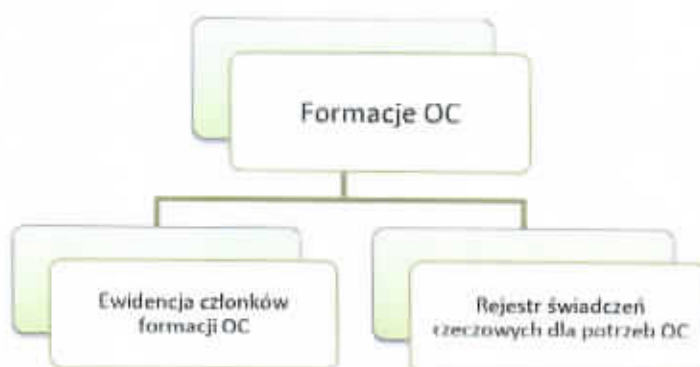 Formacje OC
Ewidencja członków
formacji OC
Rejestr świadczeń
rzeczowych dla potrzeb OC